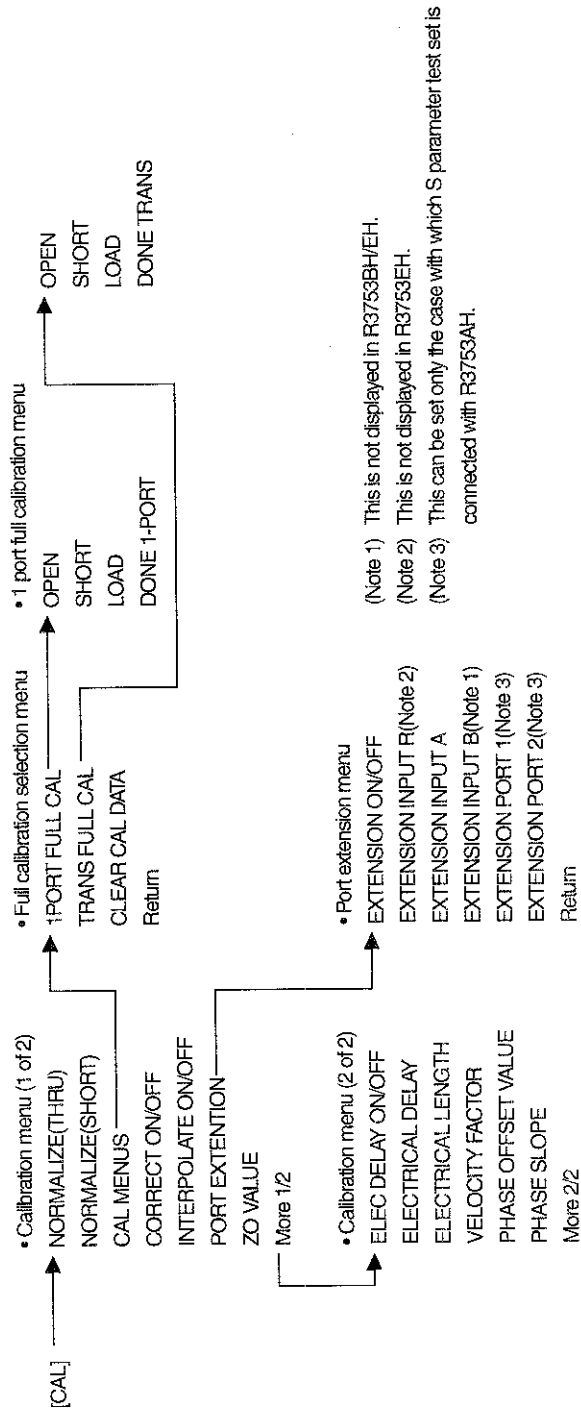 [CAL]
• Calibration menu (1 of 2)
NORMALIZE(THRU)
NORMALIZE(SHORT)
CAL MENUS
CORRECT ON/OFF
INTERPOLATE ON/OFF
PORT EXTENTION
ZO VALUE
More 1/2
• Calibration menu (2 of 2)
ELEC DELAY ON/OFF
ELECTRICAL DELAY
ELECTRICAL LENGTH
VELOCITY FACTOR
PHASE OFFSET VALUE
PHASE SLOPE
More 2/2
• Full calibration selection menu
1PORT FULL CAL
TRANS FULL CAL
CLEAR CAL DATA
Return
• Port extension menu
EXTENSION ON/OFF
EXTENSION INPUT R(Note 2)
EXTENSION INPUT A
EXTENSION INPUT B(Note 1)
EXTENSION PORT 1(Note 3)
EXTENSION PORT 2(Note 3)
Return
• 1 port full calibration menu
OPEN
SHORT
LOAD
DONE 1-PORT
OPEN
SHORT
LOAD
DONE TRANS
(Note 1) This is not displayed in R3753BH/EH.
(Note 2) This is not displayed in R3753EH.
(Note 3) This can be set only the case with which S parameter test set is
connected with R3753AH.